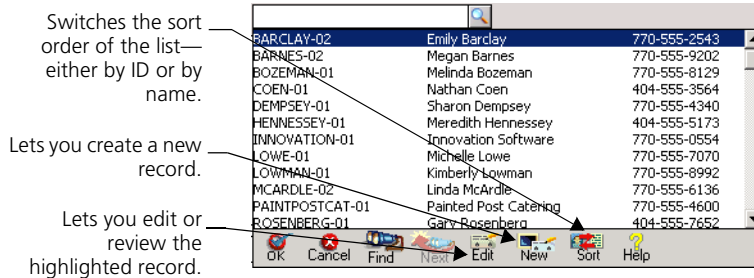 Switches the sort
order of the list—
either by ID or by
name.
Lets you create a new
record.
Lets you edit or
review the
highlighted record.
BARCLAY-02 Emily Barclay 770-555-2543
BARNES-02 Megan Barnes 770-555-9202
BOZEMAN-01 Melinda Bozeman 770-555-8129
COEN-01 Nathan Coen 404-555-3564
DEMPSEY-01 Sharon Dempsey 770-555-4340
HENNESSEY-01 Meredith Hennessey 404-555-5173
INNOVATION-01 Innovation Software 770-555-0554
LOWE-01 Michelle Lowe 770-555-7070
LOWMAN-01 Kimberly Lowman 770-555-8992
MCARDLE-02 Linda McArdle 770-555-6136
PAINTPOSTCAT-01 Painted Post Catering 770-555-4600
ROSENBERG-01 Gary Rosenberg 404-555-7652
OK Cancel Find Next Edit New Sort Help